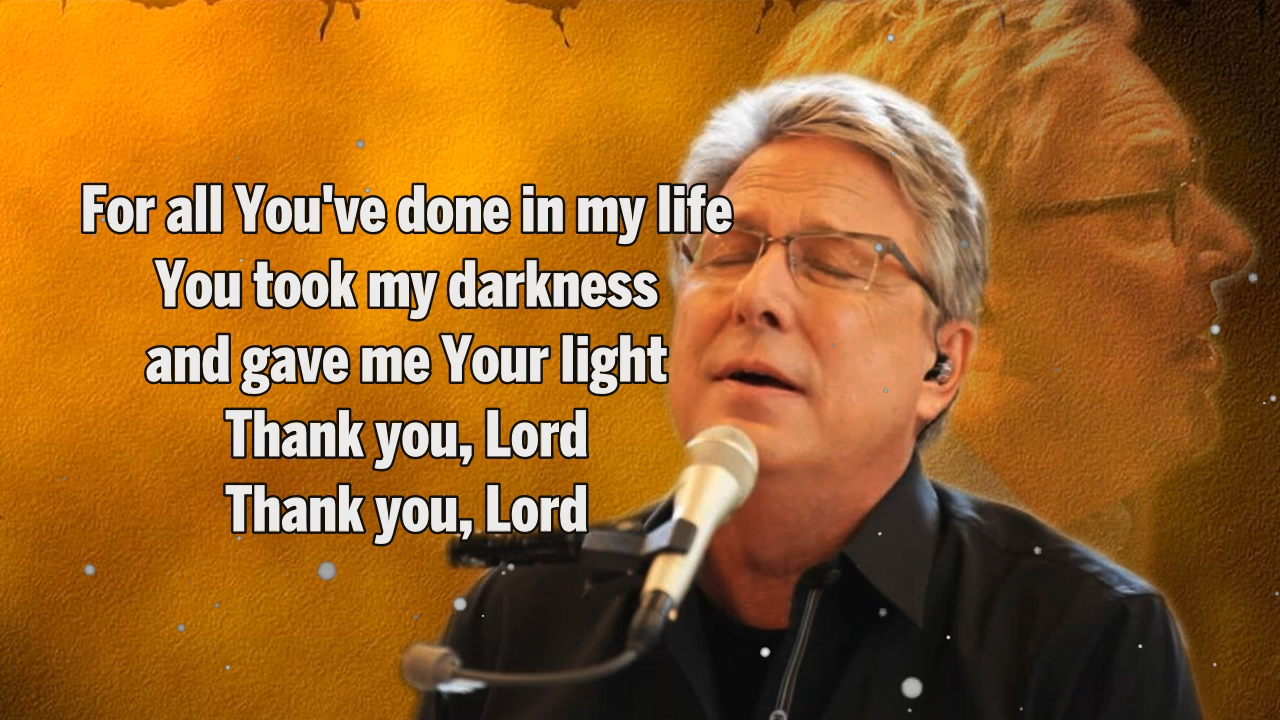 For all You've done in my life
You took my darkness
and gave me Your light
Thank you, Lord
Thank you, Lord